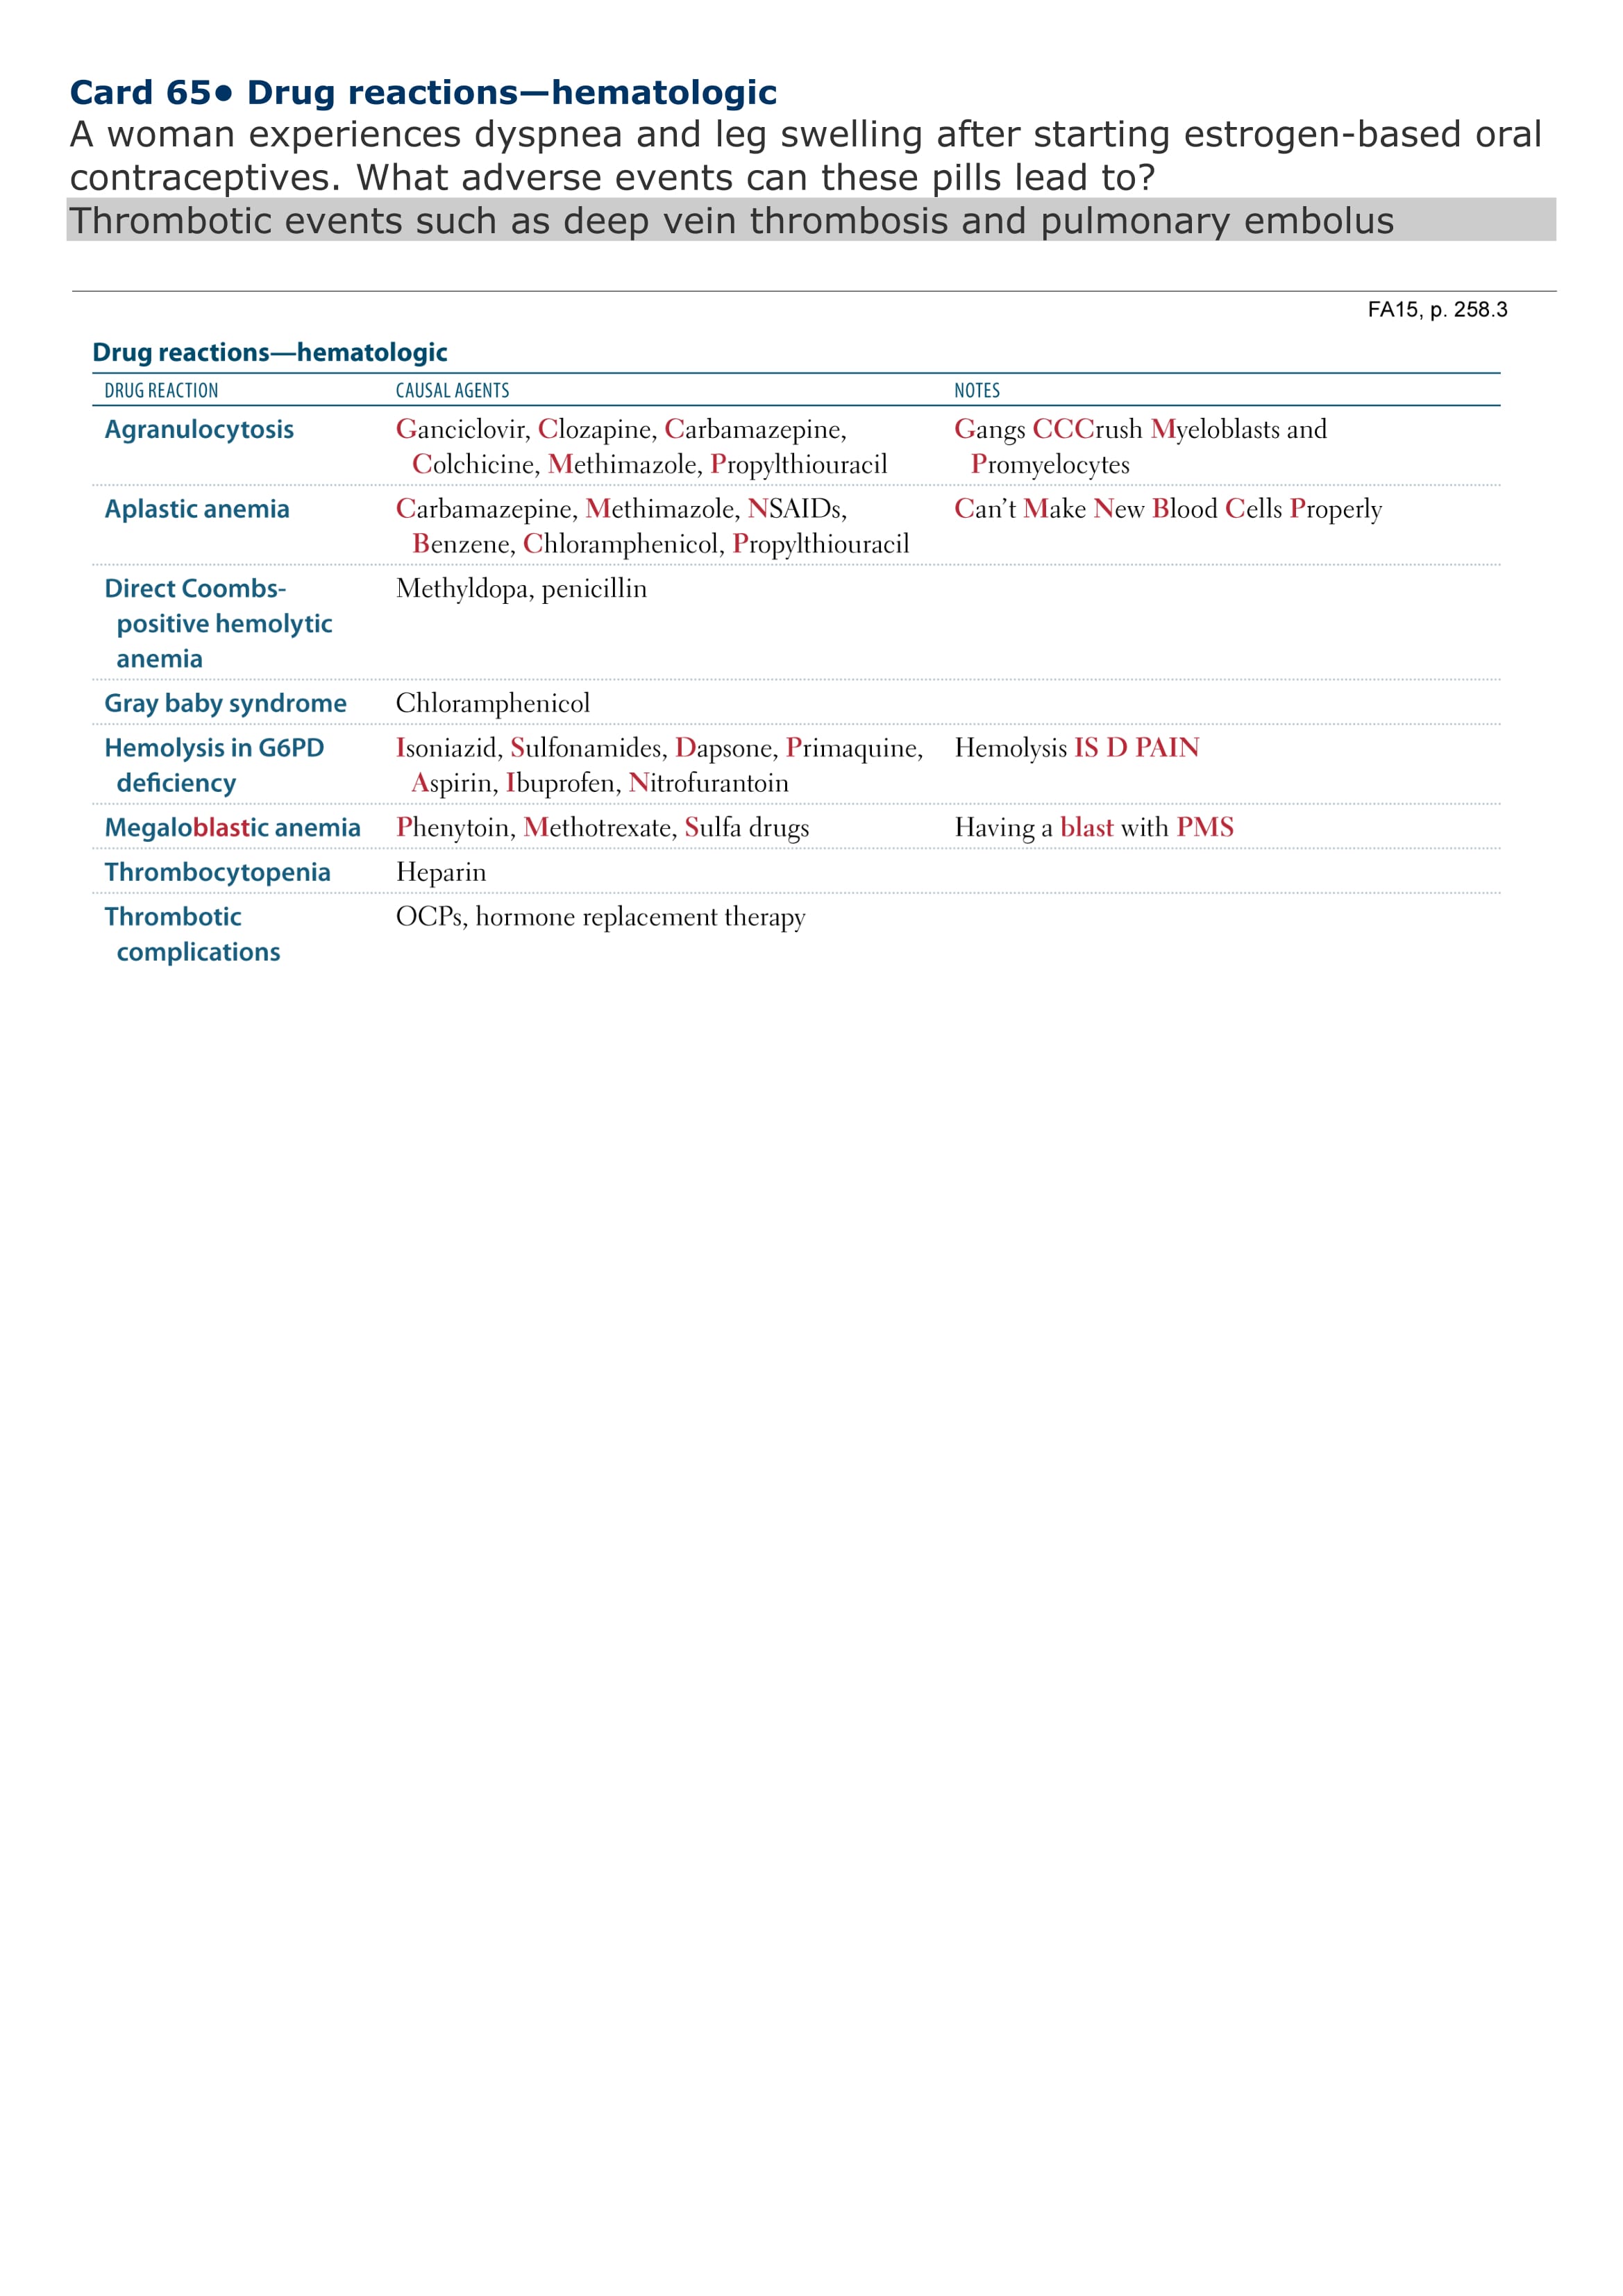 Card 65● Drug reactions—hematologic
A woman experiences dyspnea and leg swelling after starting estrogen-based oral
contraceptives. What adverse events can these pills lead to?
Thrombotic events such as deep vein thrombosis and pulmonary embolus
FA15, p. 258.3
Drug reactions—hematologic
DRUG REACTION CAUSAL AGENTS NOTES
Agranulocytosis Ganciclovir, Clozapine, Carbamazepine, Gangs CCCrush Myeloblasts and
Colchicine, Methimazole, Propylthiouracil Promyelocytes
Aplastic anemia Carbamazepine, Methimazole, NSAIDs, Can’t Make New Blood Cells Properly
Benzene, Chloramphenicol, Propylthiouracil
Direct Coombs- Methyldopa, penicillin
positive hemolytic
anemia
Gray baby syndrome Chloramphenicol
Hemolysis in G6PD Isoniazid, Sulfonamides, Dapsone, Primaquine, Hemolysis IS D PAIN
deficiency Aspirin, Ibuprofen, Nitrofurantoin
Megaloblastic anemia Phenytoin, Methotrexate, Sulfa drugs Having a blast with PMS
Thrombocytopenia Heparin
Thrombotic OCPs, hormone replacement therapy
complications